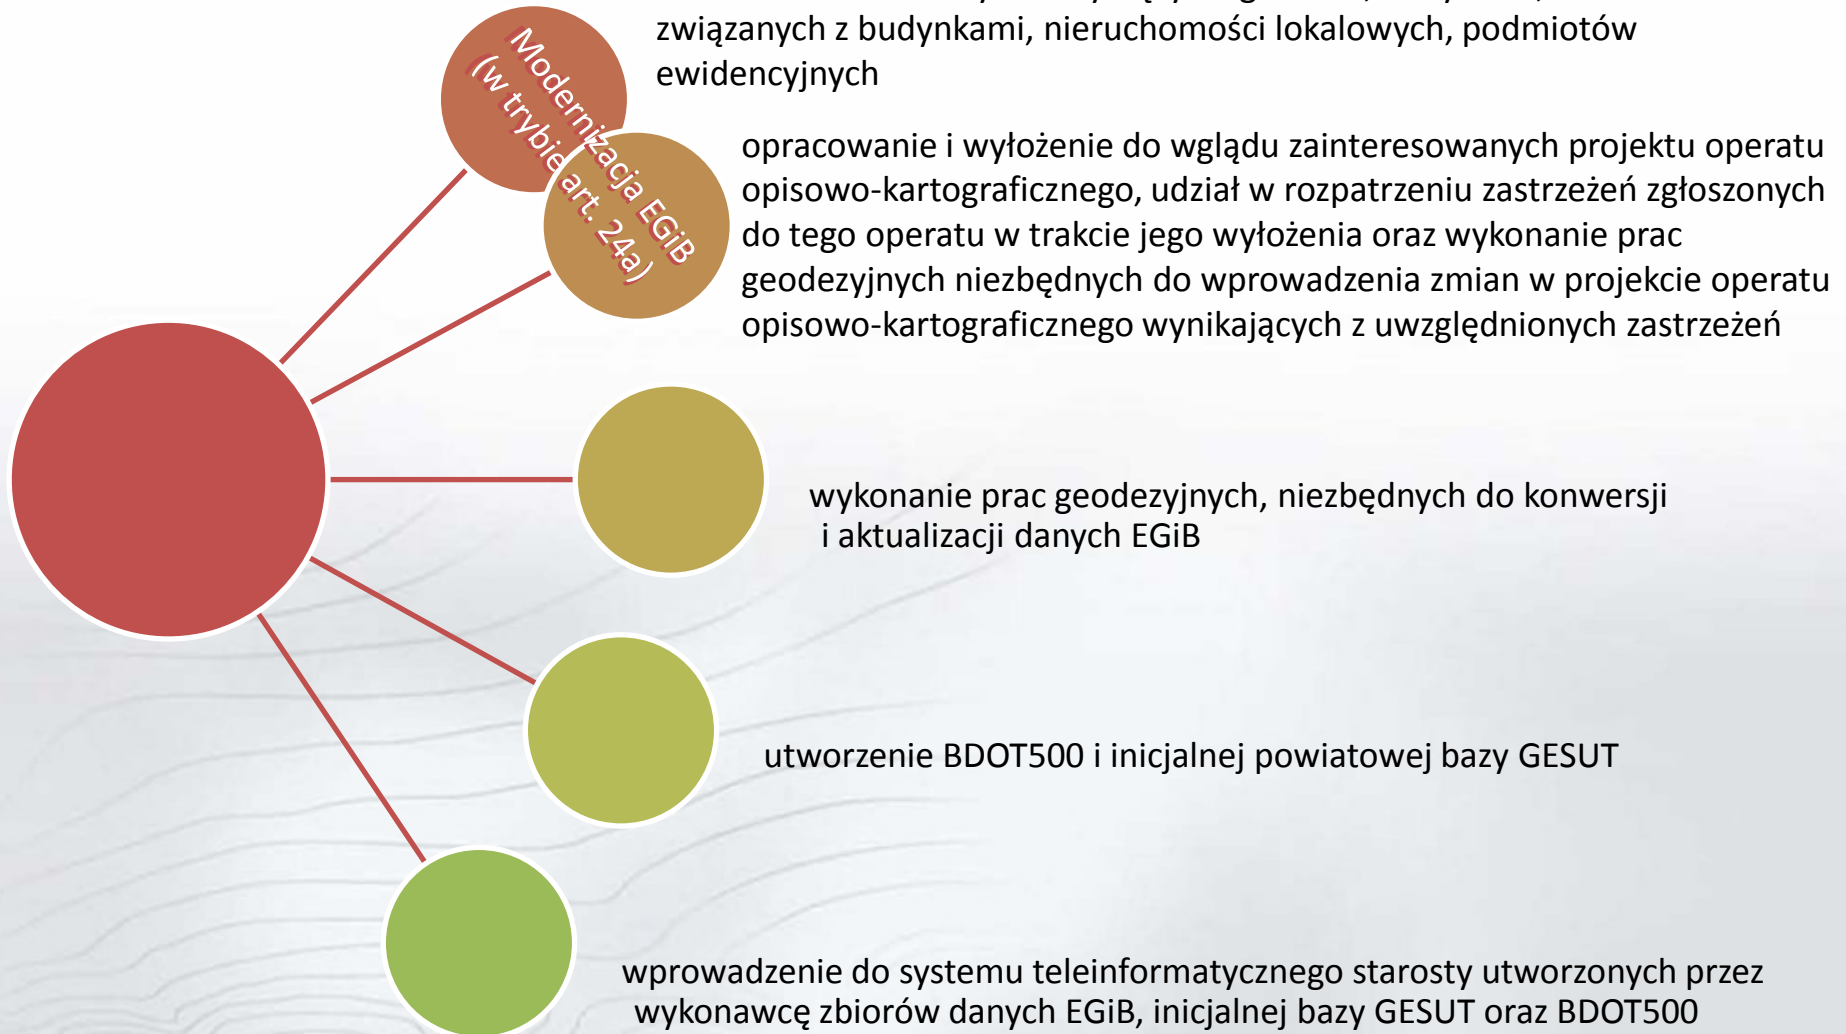 związanych z budynkami, nieruchomości lokalowych, podmiotów
ewidencyjnych
Modernizacja EGiB
(w trybie art. 24a)
opracowanie i wyłożenie do wglądu zainteresowanych projektu operatu
opisowo-kartograficznego, udział w rozpatrzeniu zastrzeżeń zgłoszonych
do tego operatu w trakcie jego wyłożenia oraz wykonanie prac
geodezyjnych niezbędnych do wprowadzenia zmian w projekcie operatu
opisowo-kartograficznego wynikających z uwzględnionych zastrzeżeń
wykonanie prac geodezyjnych, niezbędnych do konwersji
i aktualizacji danych EGiB
utworzenie BDOT500 i inicjalnej powiatowej bazy GESUT
wprowadzenie do systemu teleinformatycznego starosty utworzonych przez
wykonawcę zbiorów danych EGiB, inicjalnej bazy GESUT oraz BDOT500